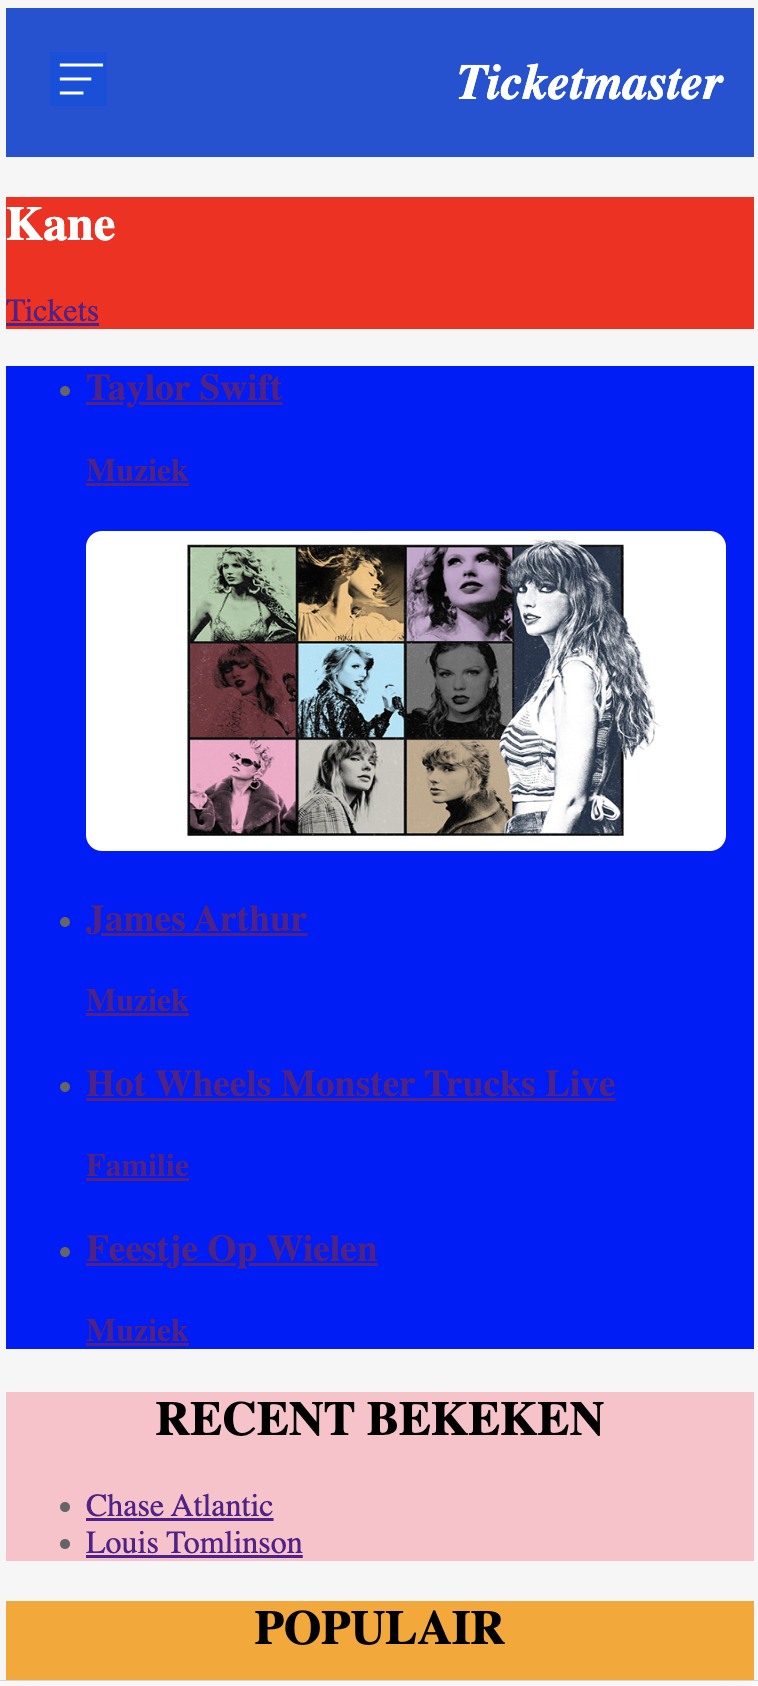 Ticketmaster
Kane
Tickets
Taylor Swift
Muziek
James Arthur
Muziek
Hot Wheels Monster Trucks Live
Familie
Feestje Op Wielen
Muziek
RECENT BEKEKEN
Chase Atlantic
Louis Tomlinson
POPULAIR